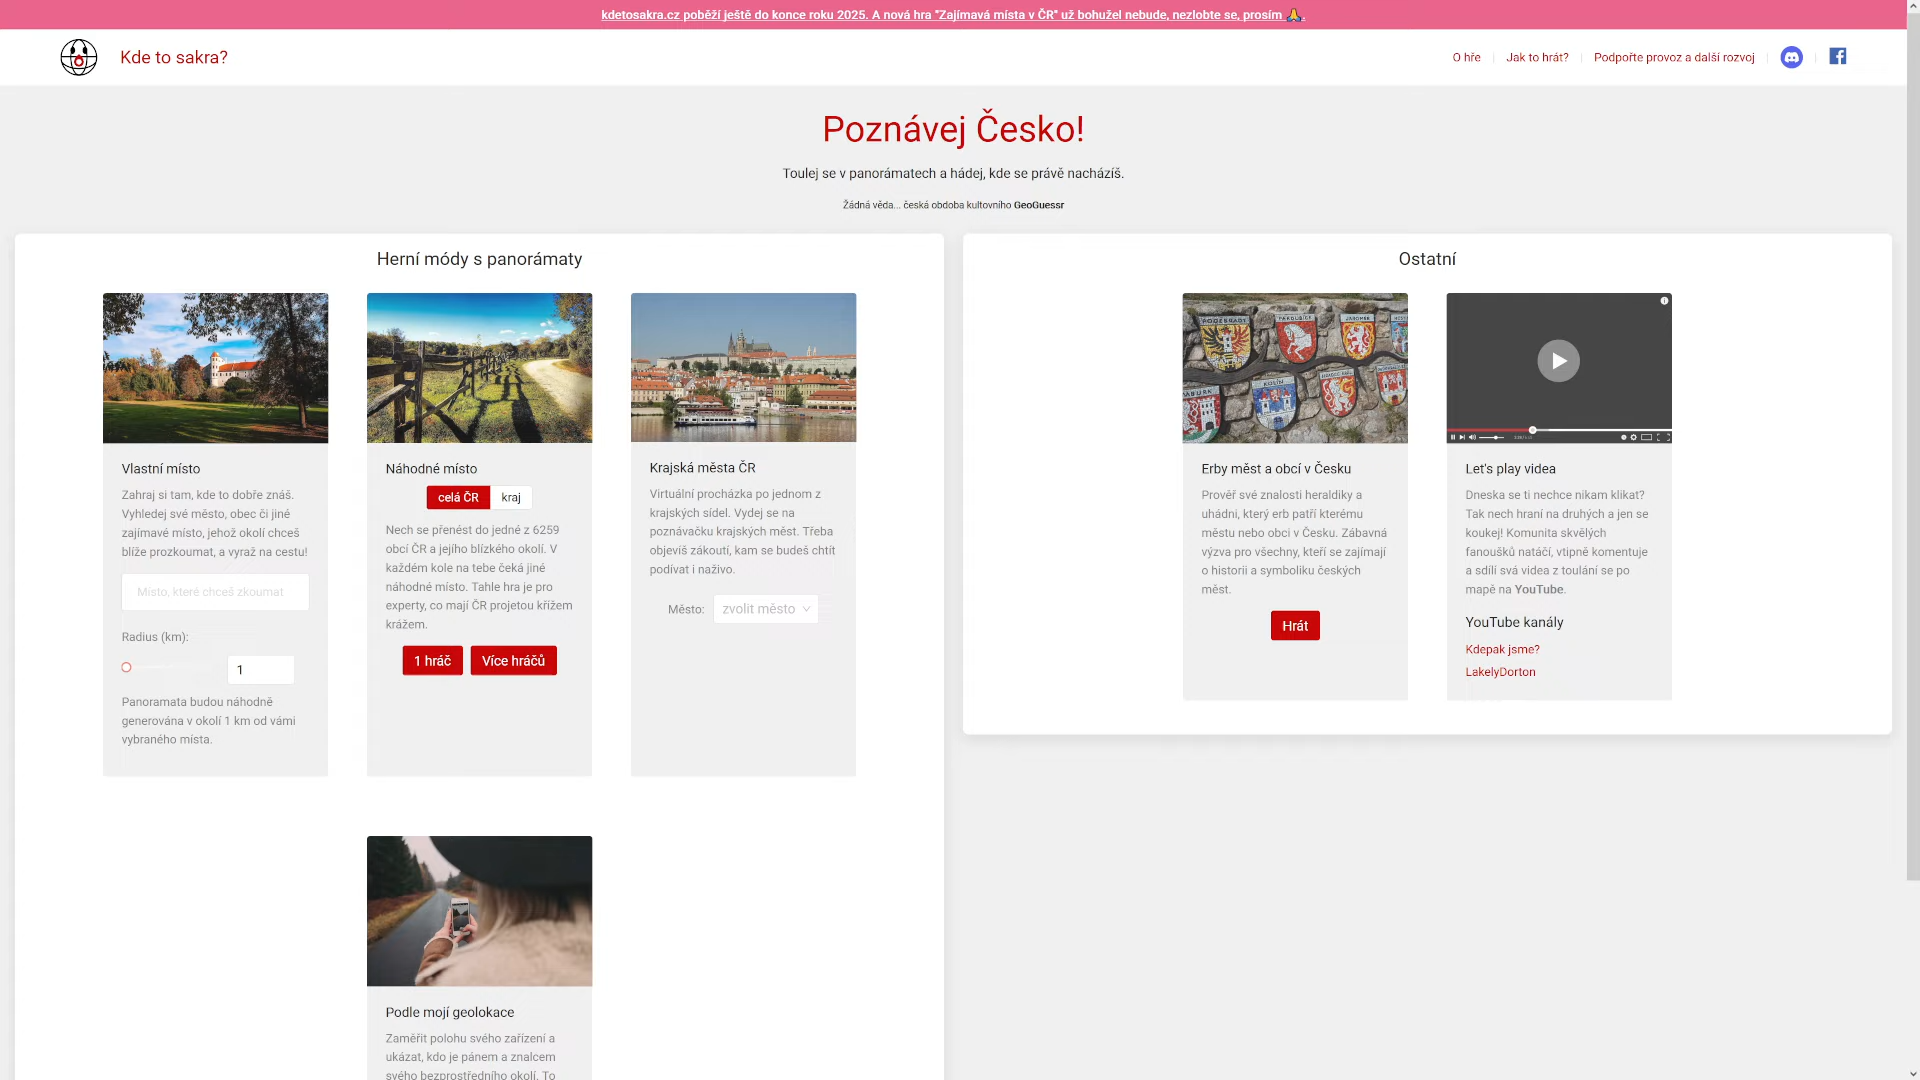 kdetosakra.cz poběží ještě do konce roku 2025. A nová hra "Zajímavá místa v ČR" už bohužel nebude, nezlobte se, prosím 🙏.
Kde to sakra?
O hře
Jak to hrát?
Podpořte provoz a další rozvoj
Poznávej Česko!
Toulej se v panorámatech a hádej, kde se právě nacházíš.
Žádná věda... česká obdoba kultovního GeoGuessr
Herní módy s panorámaty
Vlastní místo
Zahraj si tam, kde to dobře znáš.
Vyhledej své město, obec či jiné
zajímavé místo, jehož okolí chceš
blíže prozkoumat, a vyraž na cestu!
Místo, které chceš zkoumat
Radius (km):
1
Panoramata budou náhodně
generována v okolí 1 km od vámi
vybraného místa.
Náhodné místo
celá ČR
kraj
Nech se přenést do jedné z 6259
obcí ČR a jejího blízkého okolí. V
každém kole na tebe čeká jiné
náhodné místo. Tahle hra je pro
experty, co mají ČR projetou křížem
krážem.
1 hráč
Více hráčů
Krajská města ČR
Virtuální procházka po jednom z
krajských sídel. Vydej se na
poznávačku krajských měst. Třeba
objevíš zákoutí, kam se budeš chtít
podívat i naživo.
Město:
zvolit město
Podle mojí geolokace
Zaměřit polohu svého zařízení a
ukázat, kdo je pánem a znalcem
svého bezprostředního okolí. To
Ostatní
Erby měst a obcí v Česku
Prověř své znalosti heraldiky a
uhádni, který erb patří kterému
městu nebo obci v Česku. Zábavná
výzva pro všechny, kteří se zajímají
o historii a symboliku českých
měst.
Hrát
Let's play videa
Dneska se ti nechce nikam klikat?
Tak nech hraní na druhých a jen se
koukej! Komunita skvělých
fanoušků natáčí, vtipně komentuje
a sdílí svá videa z toulání se po
mapě na YouTube.
YouTube kanály
Kdepak jsme?
LakelyDorton